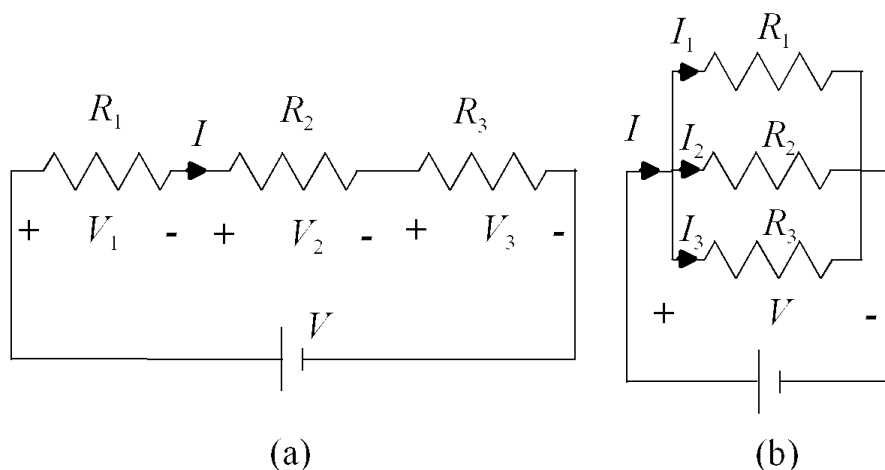 R₁ I R₂ R₃
+ V₁ - + V₂ - + V₃ -
V
(a)
I₁ R₁
I I₂ R₂
I₃ R₃
+ V -
(b)